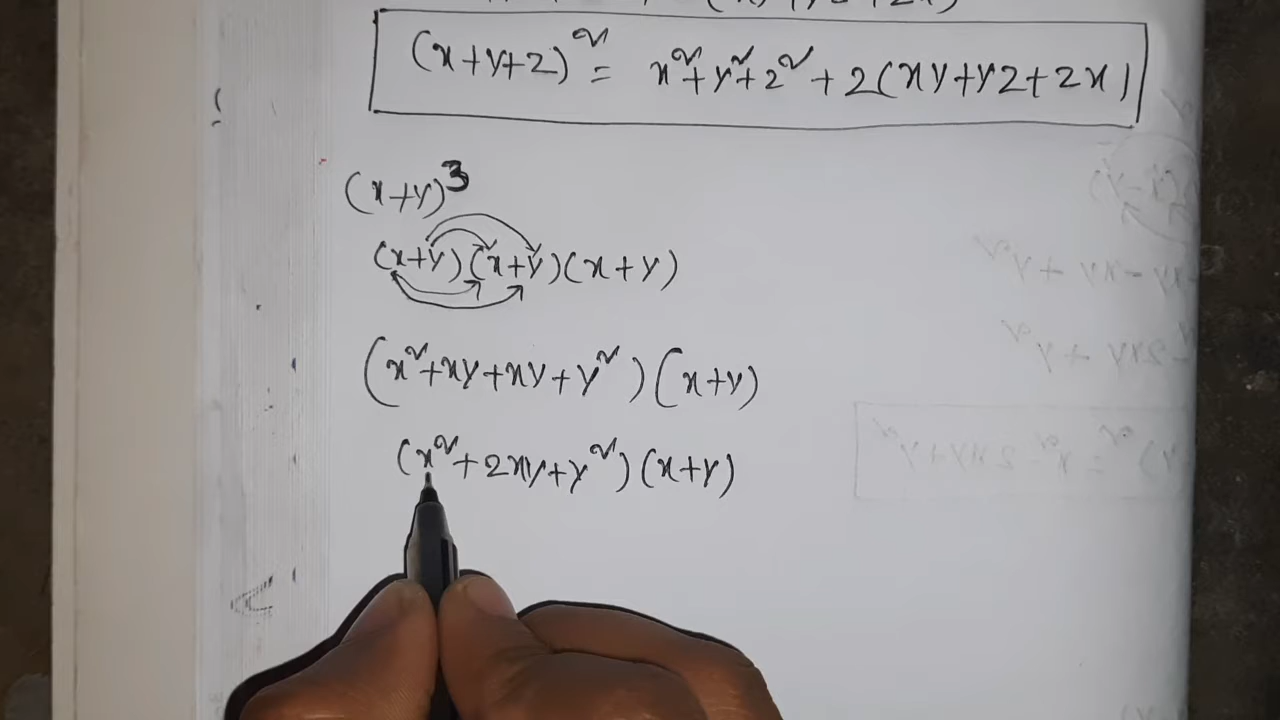 (x+y+z)² = x²+y²+z²+2(xy+yz+zx)
(x+y)³
(x+y)(x+y)(x+y)
(x²+xy+xy+y²)(x+y)
(x²+2xy+y²)(x+y)